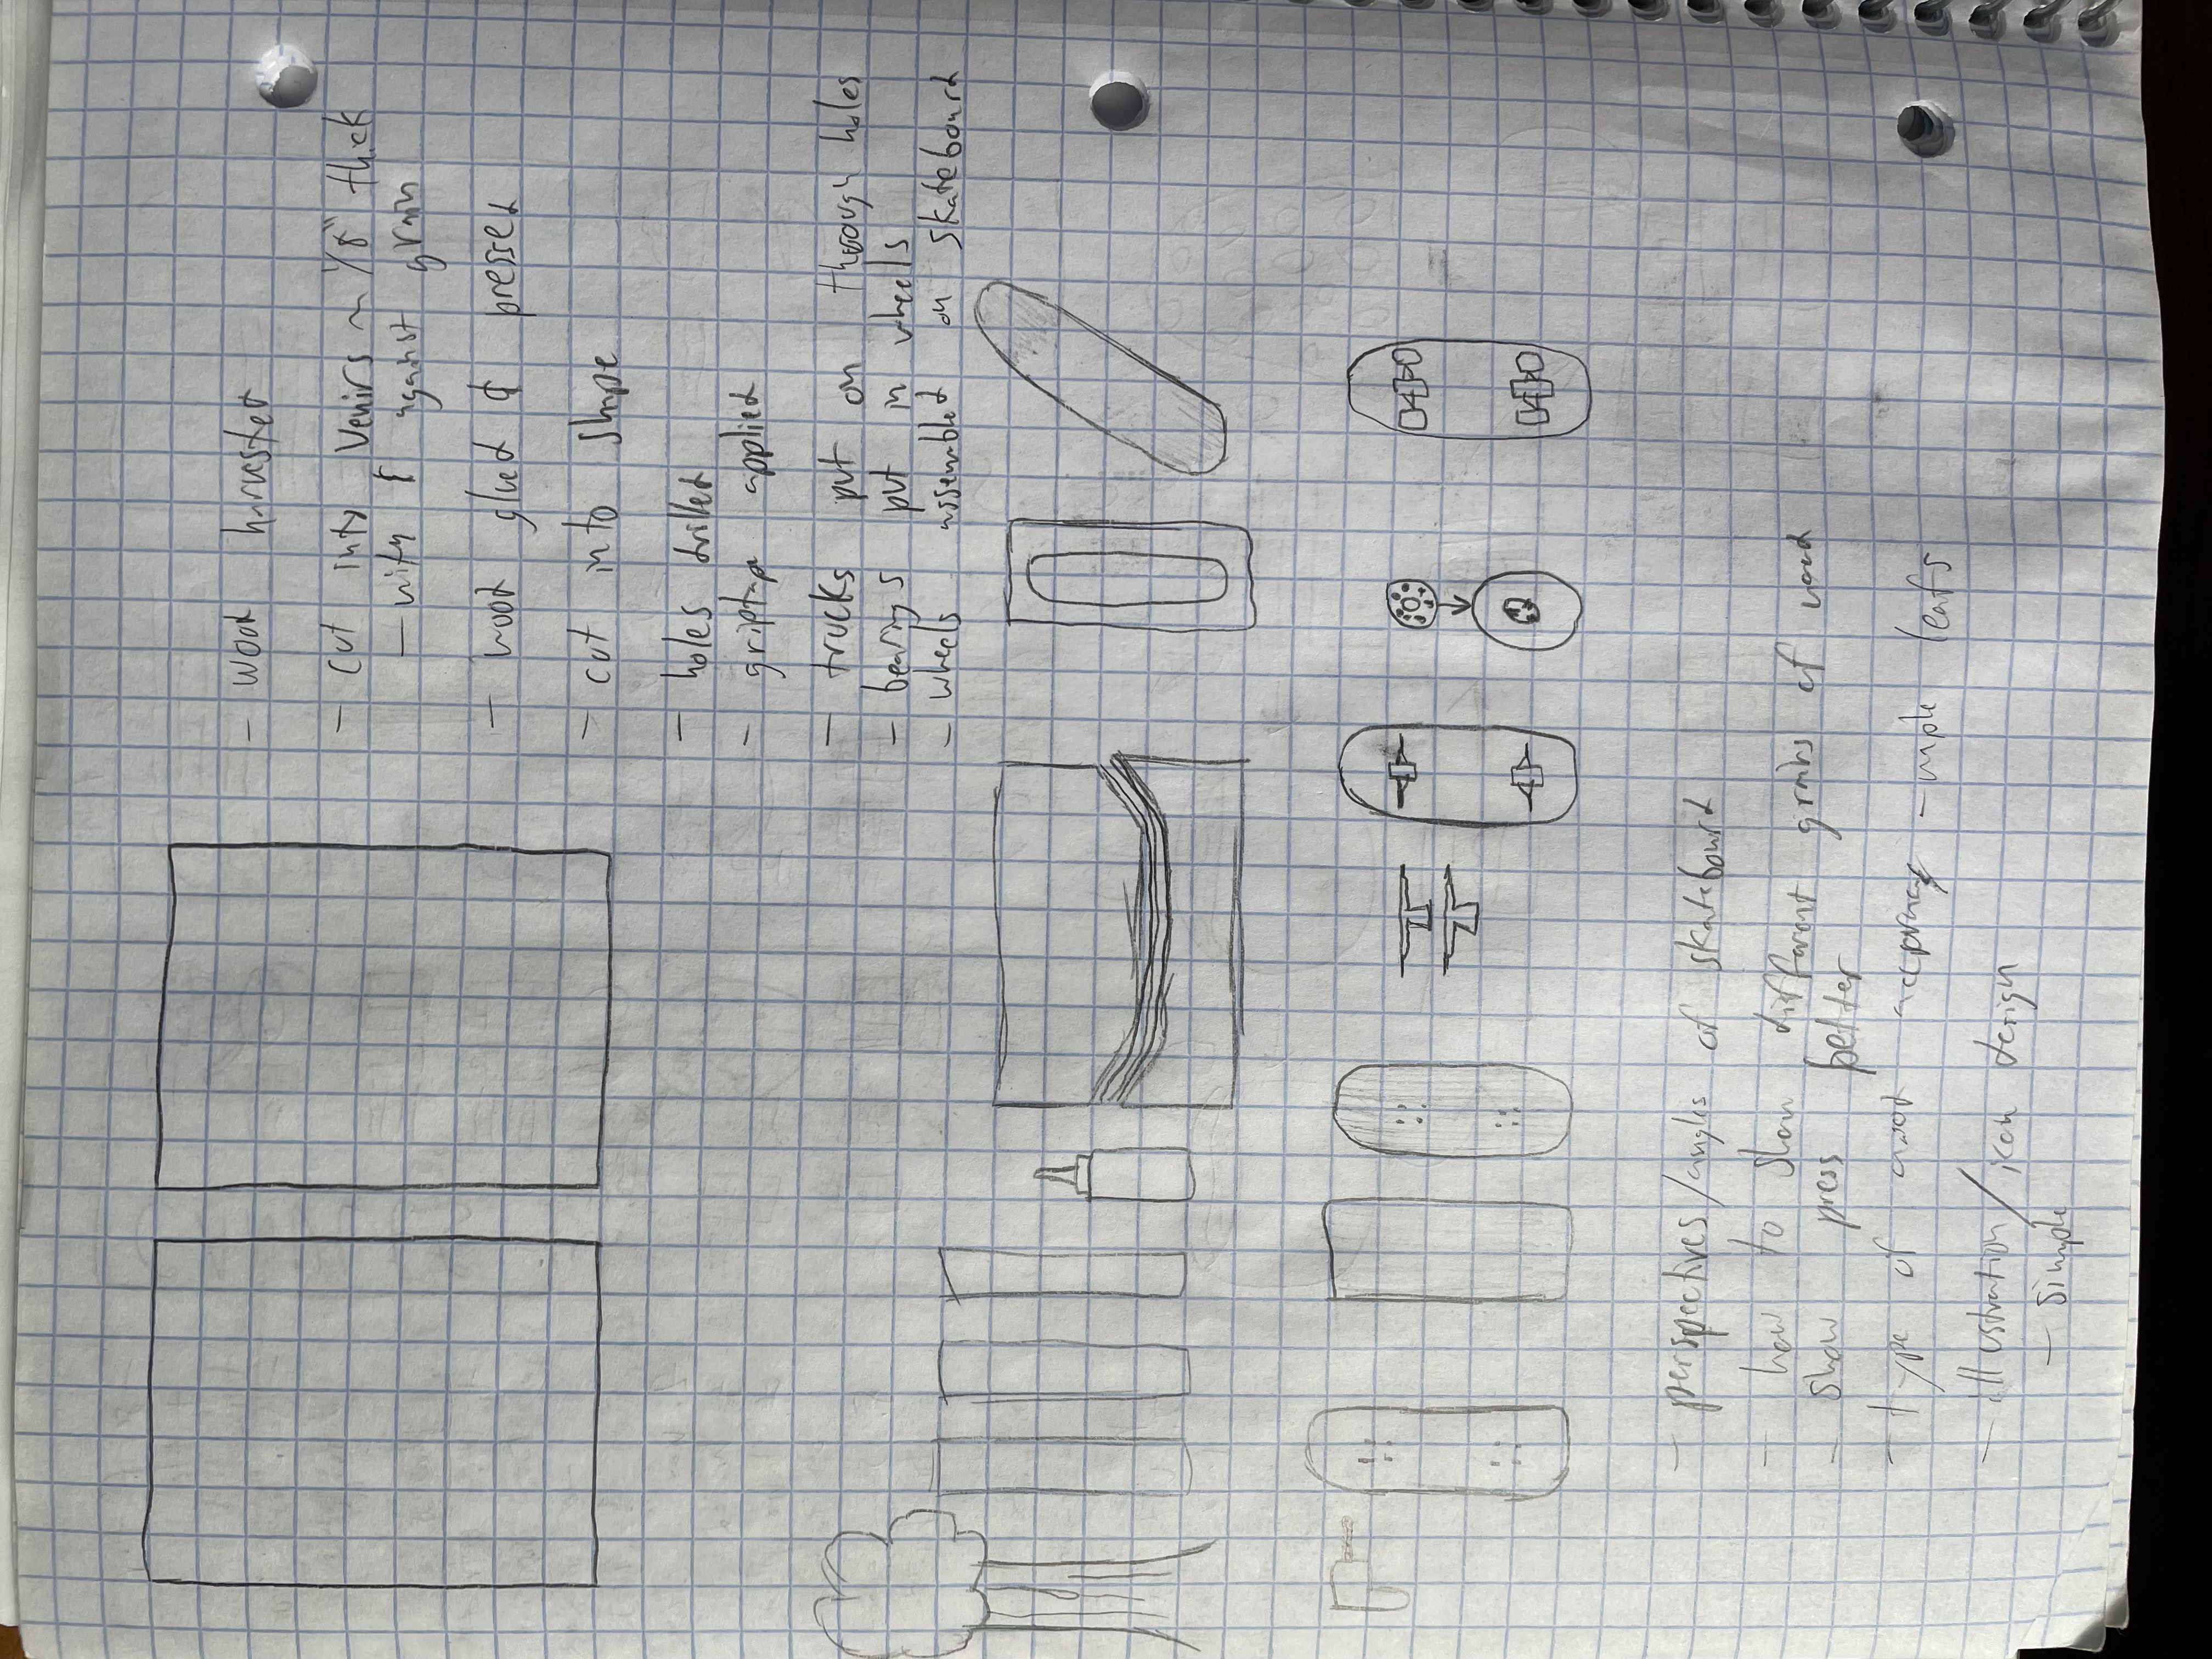 - wood harvested
- cut into Venirs ~ 1/8" thick
- with & against grain
- wood glued & pressed
- cut into shape
- holes drilled
- griptape applied
- trucks put on through holes
- bearings put in wheels
- wheels assembled on skateboard
- perspectives/angles of skateboard
- how to show different grains of wood
- show press better
- type of wood accuracy - maple leafs
- illustration/icon design
- simple